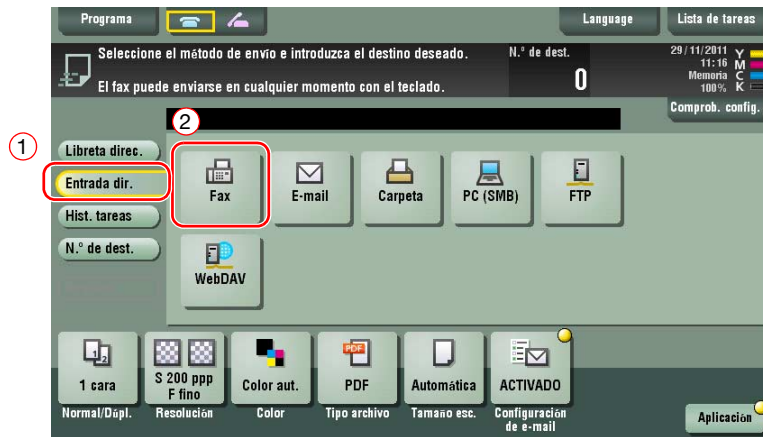 Programa
Language
Lista de tareas
Seleccione el método de envío e introduzca el destino deseado.
N.º de dest.
0
El fax puede enviarse en cualquier momento con el teclado.
29/11/2011
11:16
Memoria
100%
Y
M
C
K
Comprob. config.
1
2
Libreta direc.
Entrada dir.
Hist. tareas
N.º de dest.
Fax
E-mail
Carpeta
PC (SMB)
FTP
WebDAV
1 2
1 cara
S 200 ppp
F fino
Color aut.
PDF
PDF
Automática
ACTIVADO
Normal/Dúpl.
Resolución
Color
Tipo archivo
Tamaño esc.
Configuración
de e-mail
Aplicación